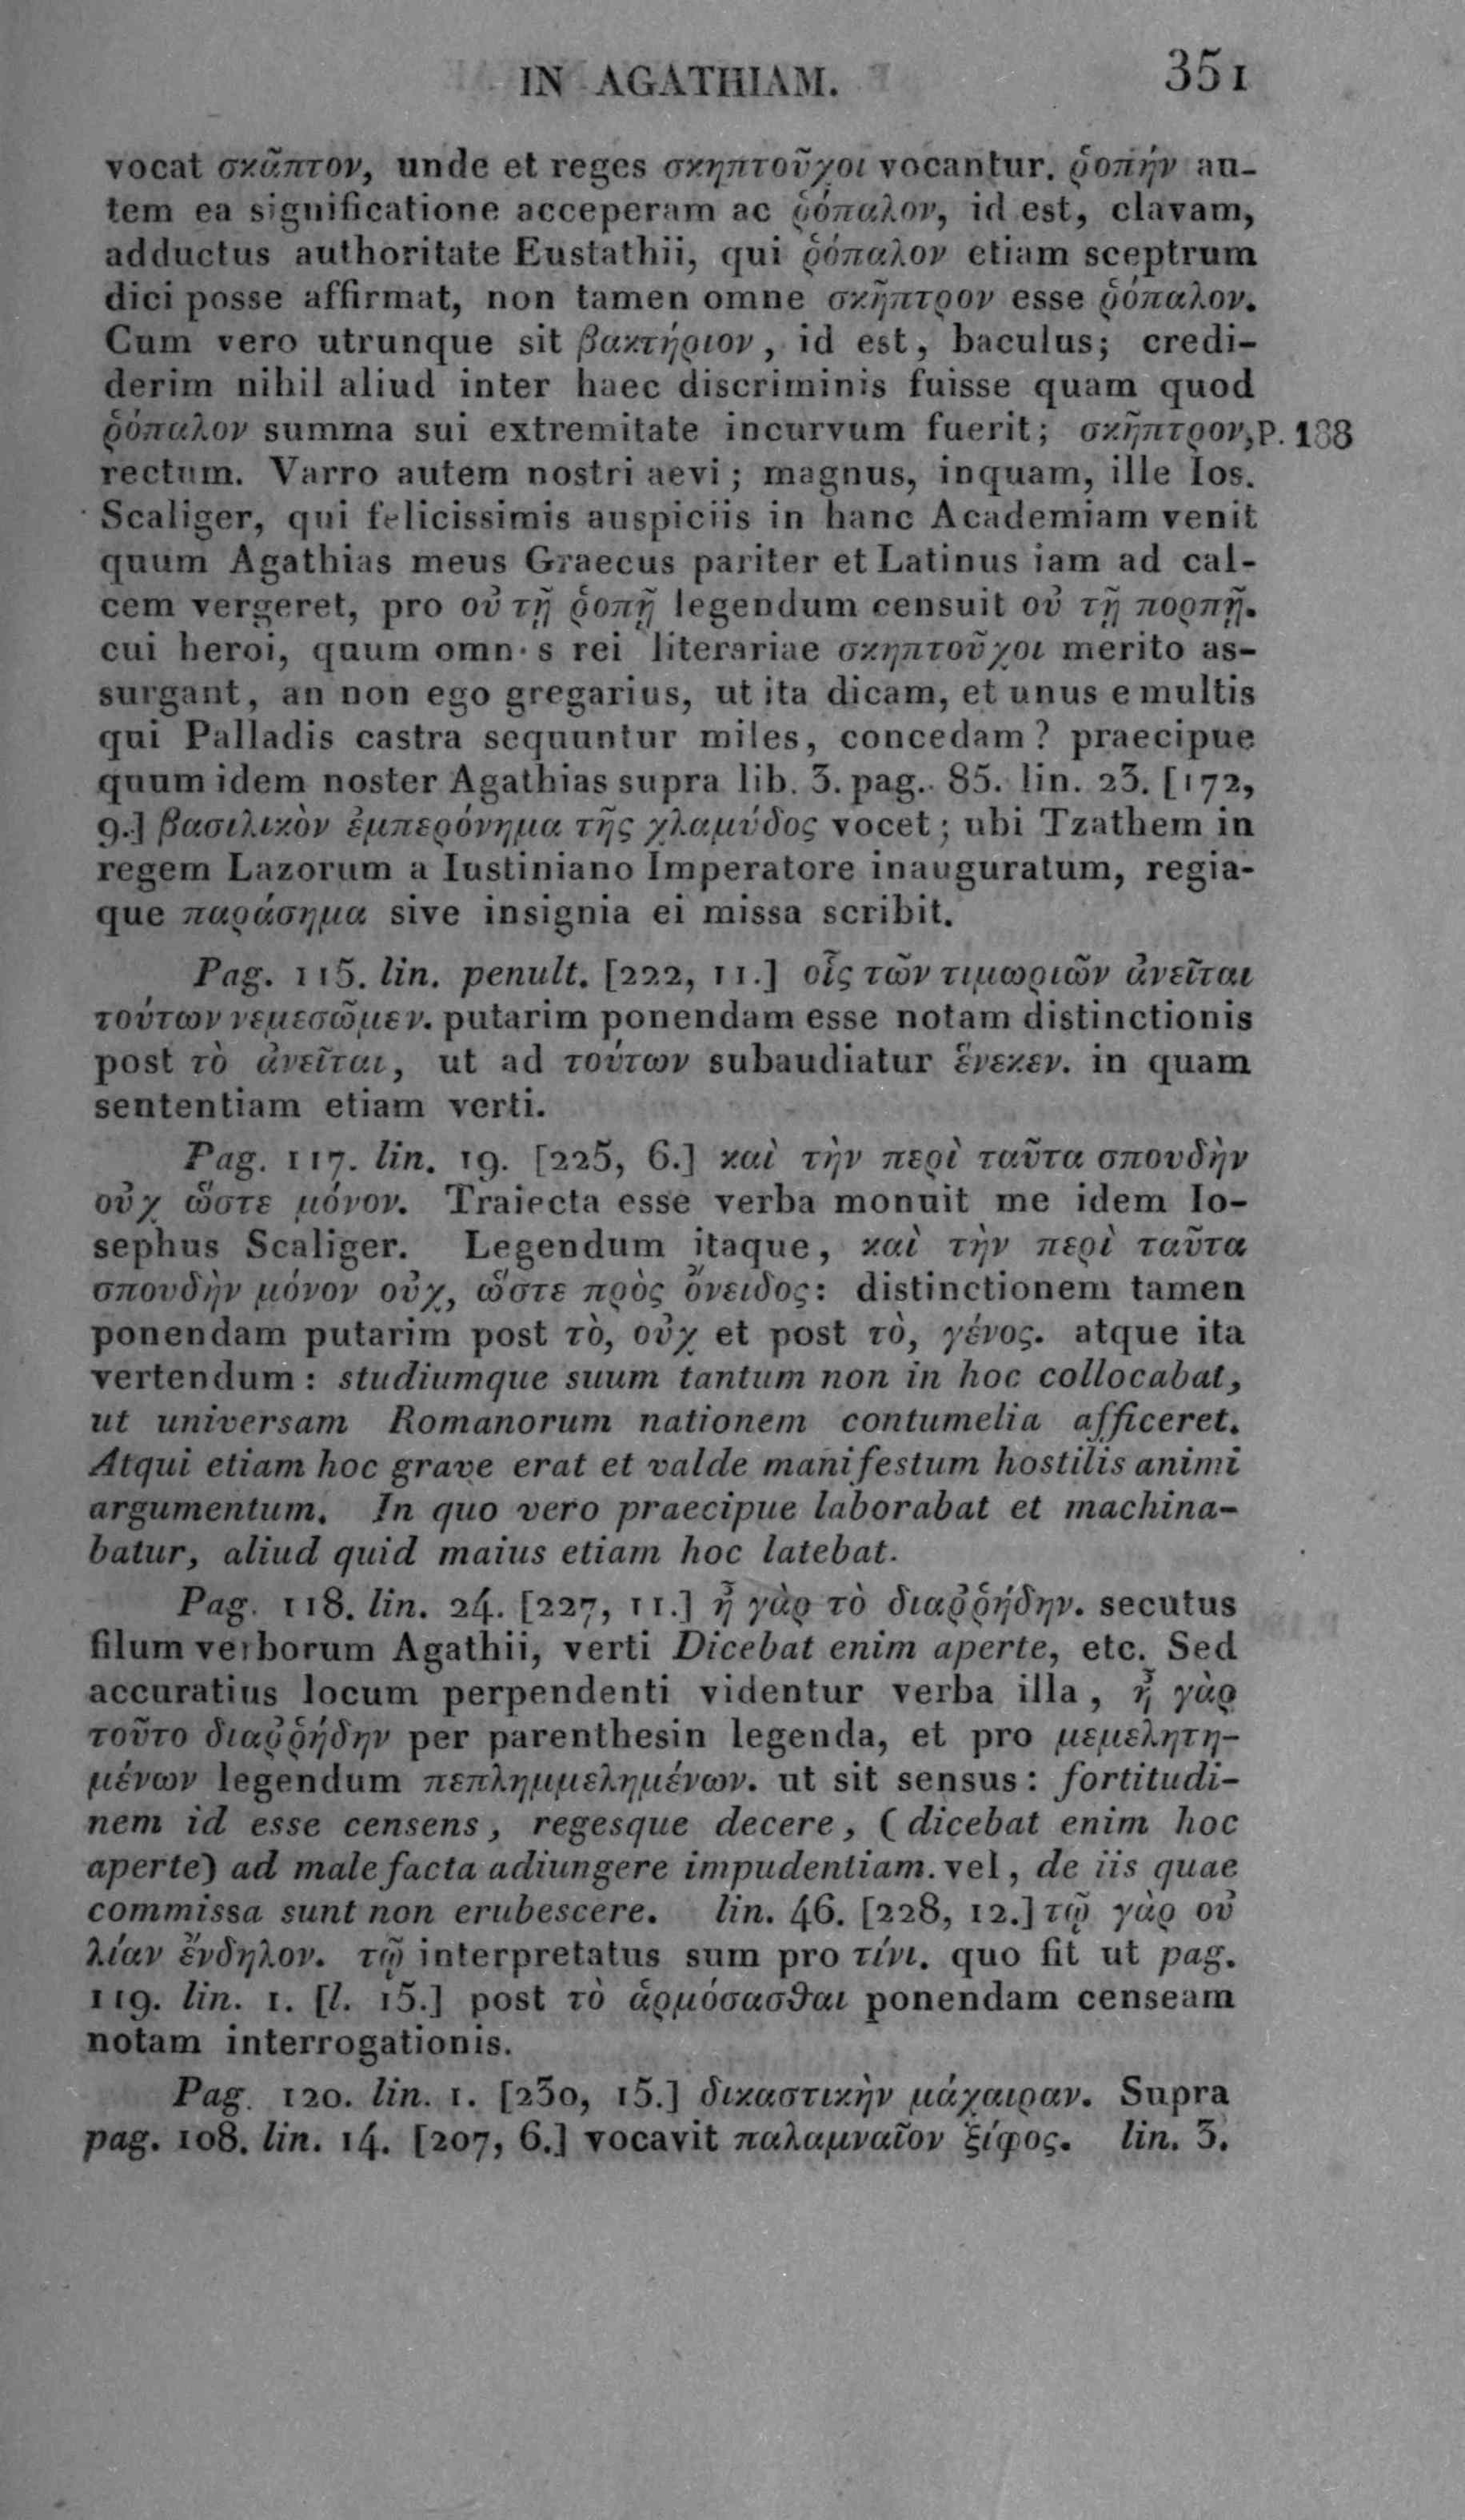 IN AGATHIAM. 351
vocat σκᾶπτον, unde et reges σκηπτοῦχοι vocantur. ῥοπήν au-
tem ea significatione acceperam ac ῥόπαλον, id est, clavam,
adductus authoritate Eustathii, qui ῥόπαλον etiam sceptrum
dici posse affirmat, non tamen omne σκῆπτρον esse ῥόπαλον.
Cum vero utrunque sit βακτήριον, id est, baculus; credi-
derim nihil aliud inter haec discriminis fuisse quam quod
ῥόπαλον summa sui extremitate incurvum fuerit; σκῆπτρον, P. 188
rectum. Varro autem nostri aevi; magnus, inquam, ille Ios.
Scaliger, qui felicissimis auspiciis in hanc Academiam venit
quum Agathias meus Graecus pariter et Latinus iam ad cal-
cem vergeret, pro οὐ τῇ ῥοπῇ legendum censuit οὐ τῇ πορπῇ.
cui heroi, quum omnes rei literariae σκηπτοῦχοι merito as-
surgant, an non ego gregarius, ut ita dicam, et unus e multis
qui Palladis castra sequuntur miles, concedam? praecipue
quum idem noster Agathias supra lib. 3. pag. 85. lin. 23. [172,
9.] βασιλικὸν ἐμπερόνημα τῆς χλαμύδος vocet; ubi Tzathem in
regem Lazorum a Iustiniano Imperatore inauguratum, regia-
que παράσημα sive insignia ei missa scribit.
Pag. 115. lin. penult. [222, 11.] οἷς τῶν τιμωριῶν ἀνεῖται
τούτων νεμεσῶμεν. putarim ponendam esse notam distinctionis
post τὸ ἀνεῖται, ut ad τούτων subaudiatur ἕνεκεν. in quam
sententiam etiam verti.
Pag. 117. lin. 19. [225, 6.] καὶ τὴν περὶ ταῦτα σπουδὴν
οὐχ ὥστε μόνον. Traiecta esse verba monuit me idem Io-
sephus Scaliger. Legendum itaque, καὶ τὴν περὶ ταῦτα
σπουδὴν μόνον οὐχ, ὥστε πρὸς ὄνειδος: distinctionem tamen
ponendam putarim post τὸ, οὐχ et post τὸ, γένος. atque ita
vertendum: studiumque suum tantum non in hoc collocabat,
ut universam Romanorum nationem contumelia afficeret.
Atqui etiam hoc grave erat et valde manifestum hostilis animi
argumentum. In quo vero praecipue laborabat et machina-
batur, aliud quid maius etiam hoc latebat.
Pag. 118. lin. 24. [227, 11.] ἦ γὰρ τὸ διαῤῥήδην. secutus
filum verborum Agathii, verti Dicebat enim aperte, etc. Sed
accuratius locum perpendenti videntur verba illa, ἦ γὰρ
τοῦτο διαῤῥήδην per parenthesin legenda, et pro μεμελητη-
μένων legendum πεπλημμελημένων. ut sit sensus: fortitudi-
nem id esse censens, regesque decere, (dicebat enim hoc
aperte) ad malefacta adiungere impudentiam. vel, de iis quae
commissa sunt non erubescere. lin. 46. [228, 12.] τῷ γὰρ οὐ
λίαν ἔνδηλον. τῷ interpretatus sum pro τίνι. quo fit ut pag.
119. lin. 1. [l. 15.] post τὸ ἁρμόσασθαι ponendam censeam
notam interrogationis.
Pag. 120. lin. 1. [230, 15.] δικαστικὴν μάχαιραν. Supra
pag. 108. lin. 14. [207, 6.] vocavit παλαμναῖον ξίφος. lin. 3.